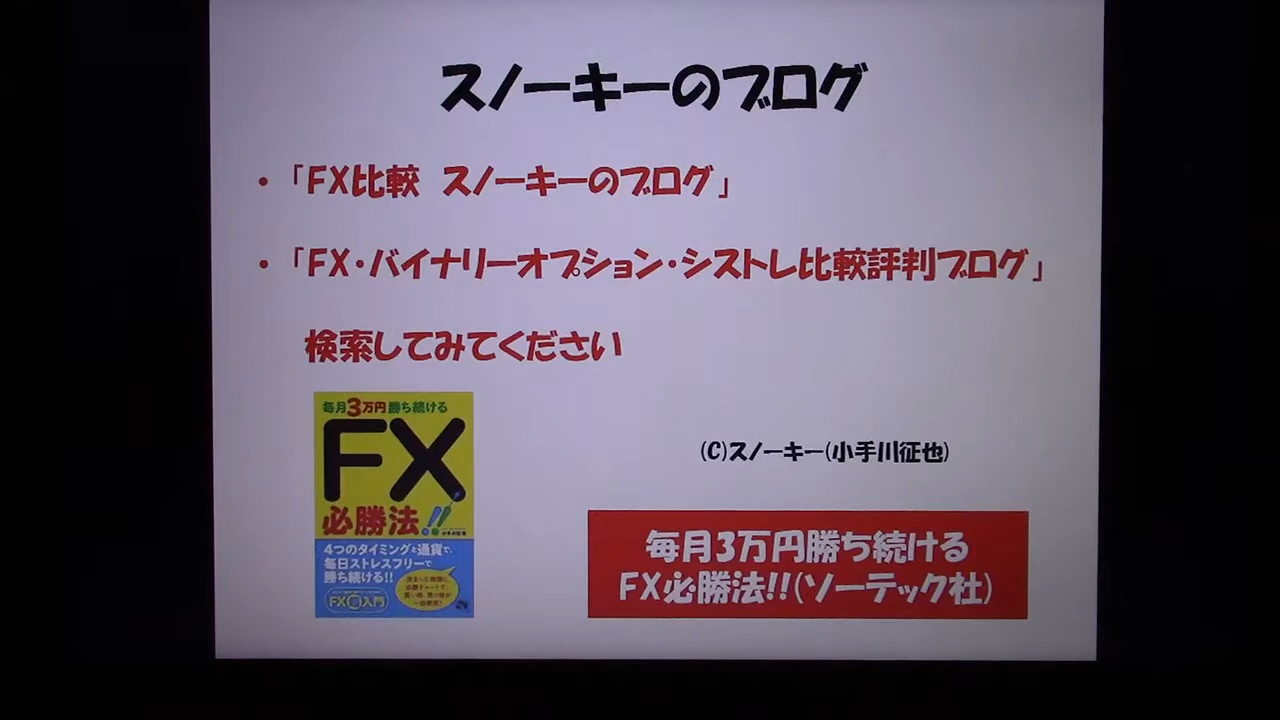 スノーキーのブログ
・「FX比較 スノーキーのブログ」
・「FX・バイナリーオプション・シストレ比較評判ブログ」
検索してみてください
毎月3万円勝ち続ける
FX
必勝法!!
4つのタイミングと通貨で、
毎日ストレスフリーで
勝ち続ける!!
(C)スノーキー(小手川征也)
毎月3万円勝ち続ける
FX必勝法!!(ソーテック社)